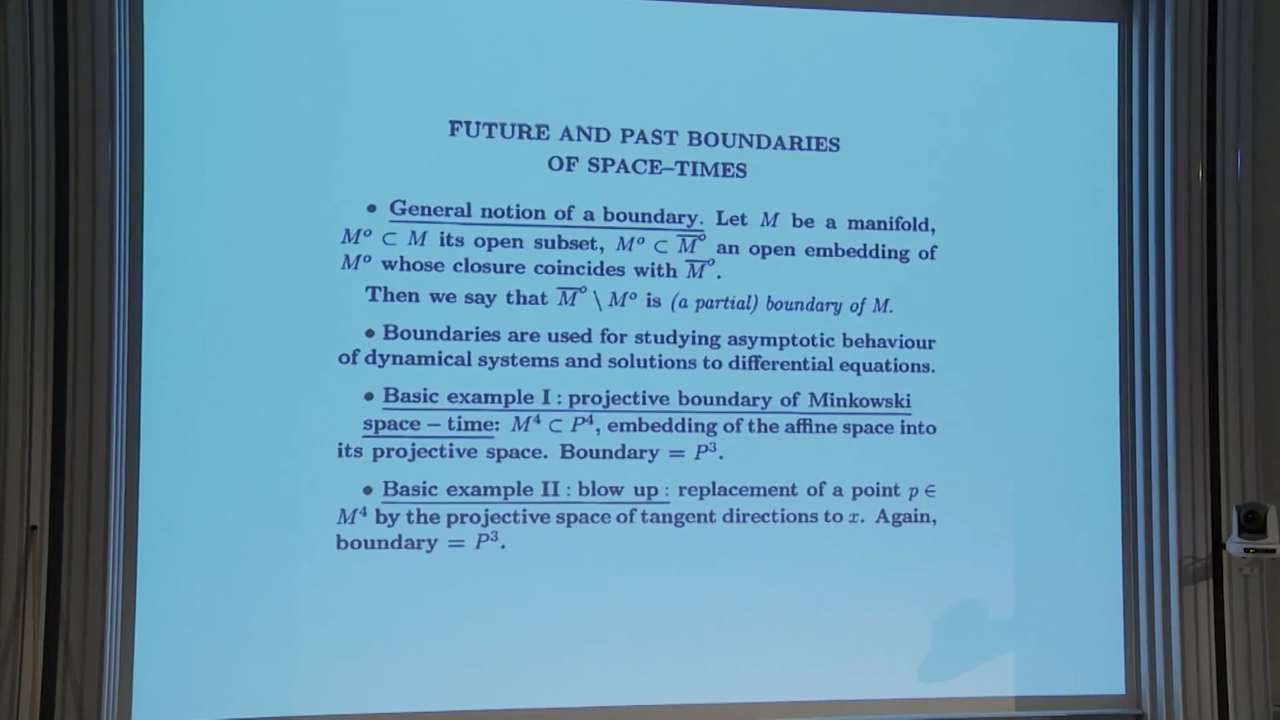 FUTURE AND PAST BOUNDARIES
OF SPACE–TIMES
• General notion of a boundary. Let M be a manifold,
Mᵒ ⊂ M its open subset, Mᵒ ⊂ M̅ᵒ an open embedding of
Mᵒ whose closure coincides with M̅ᵒ.
Then we say that M̅ᵒ \ Mᵒ is (a partial) boundary of M.
• Boundaries are used for studying asymptotic behaviour
of dynamical systems and solutions to differential equations.
• Basic example I : projective boundary of Minkowski
space – time: M⁴ ⊂ P⁴, embedding of the affine space into
its projective space. Boundary = P³.
• Basic example II : blow up : replacement of a point p ∈
M⁴ by the projective space of tangent directions to x. Again,
boundary = P³.